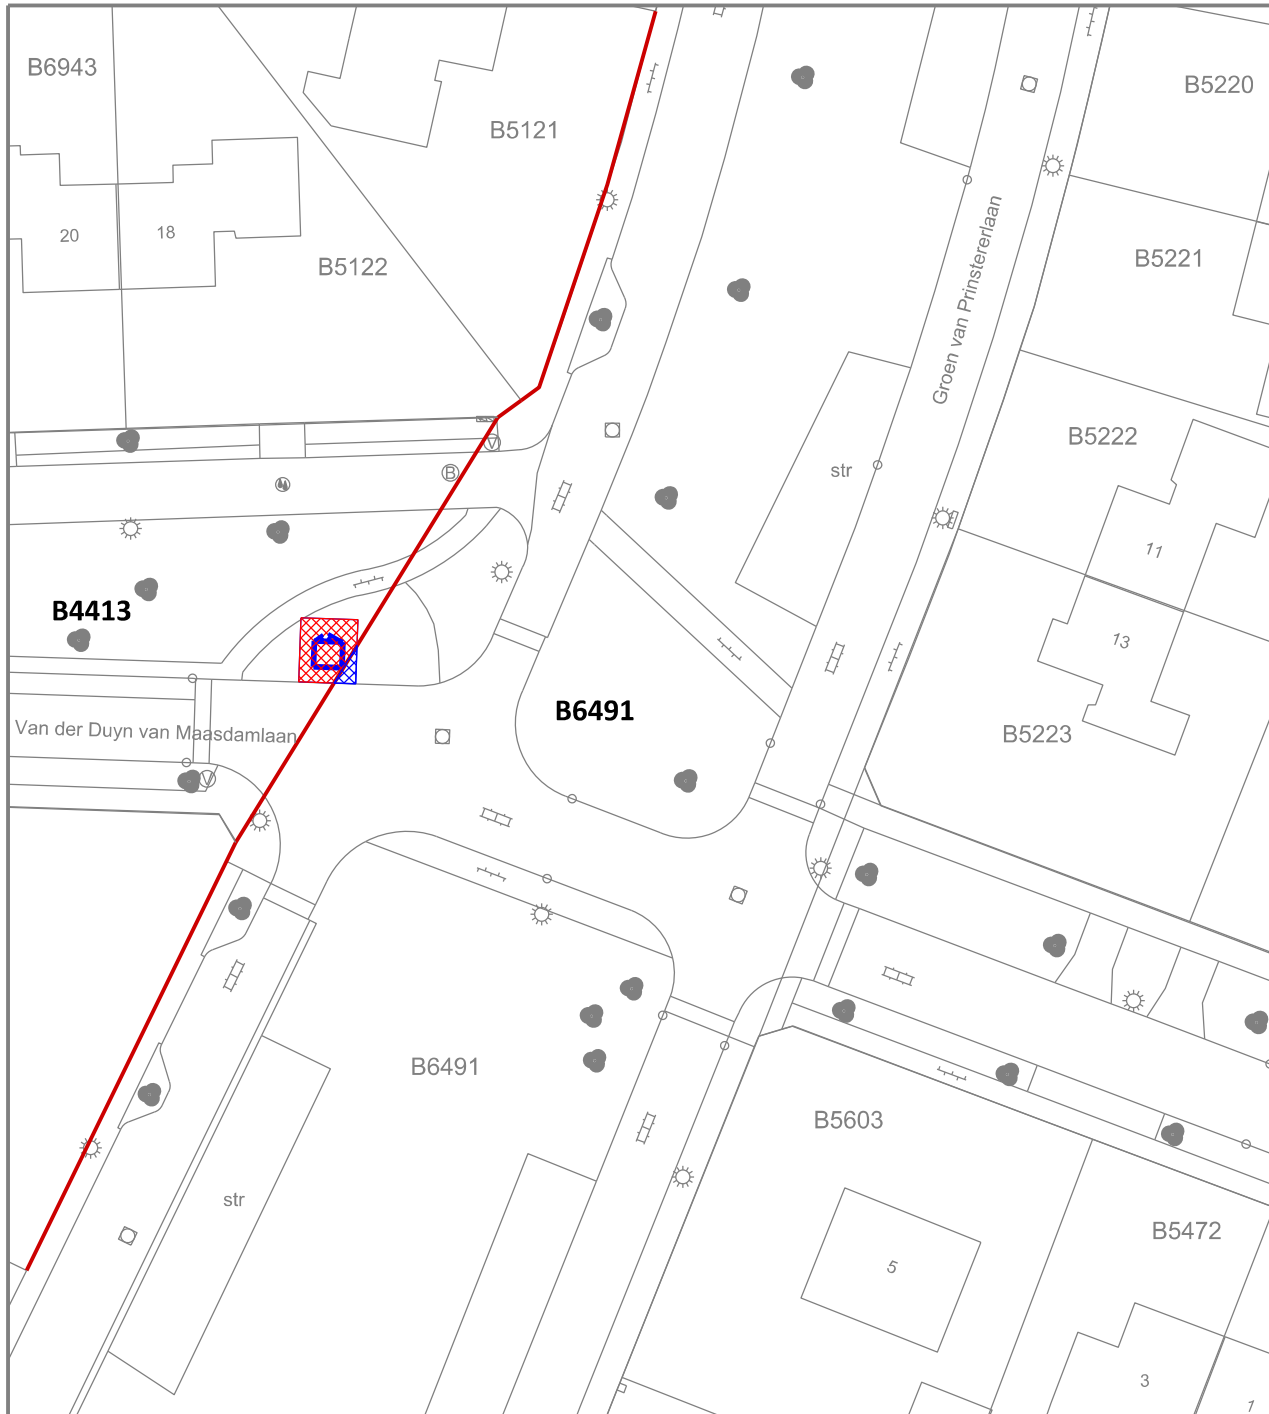 B6943
B5220
B5121
20
18
B5221
B5122
Groen van Prinstererlaan
V
B5222
str
B
11
B4413
13
B6491
Van der Duyn van Maasdamlaan
B5223
V
B6491
B5603
str
B5472
5
3
1